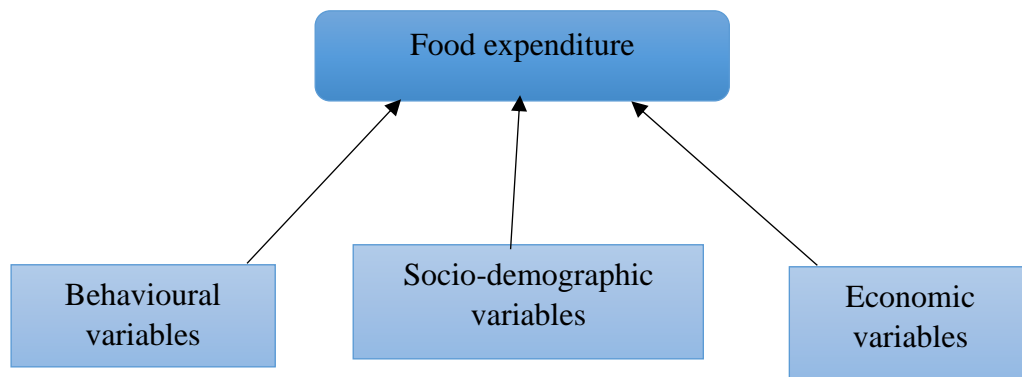 Food expenditure
Behavioural
variables
Socio-demographic
variables
Economic
variables